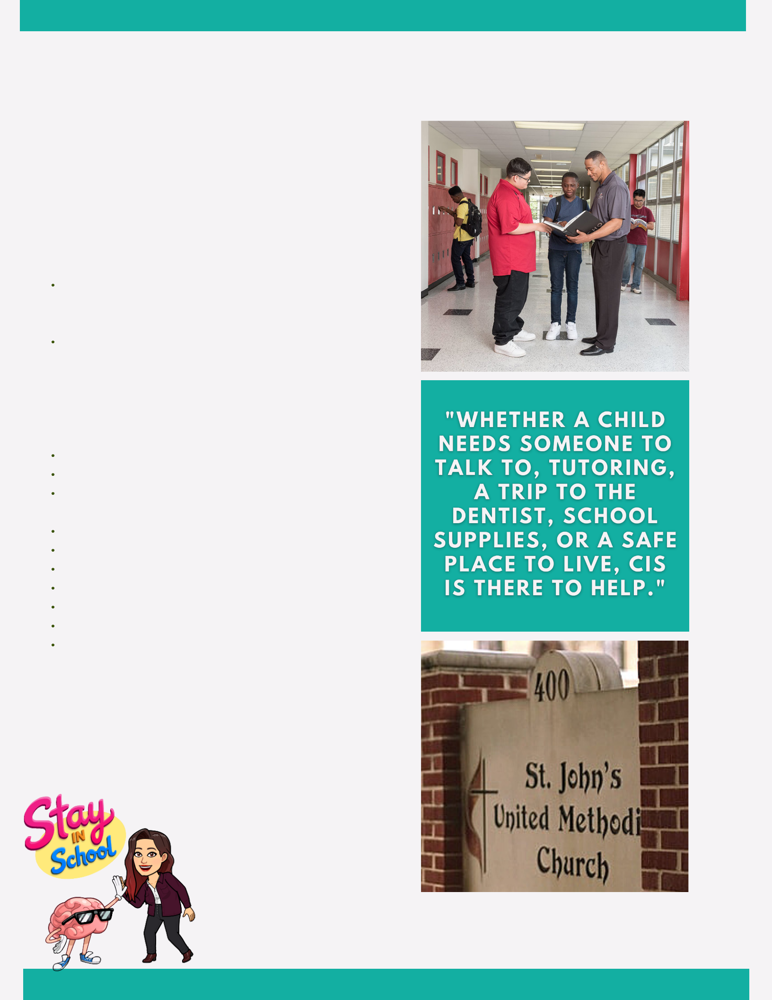 "WHETHER A CHILD
NEEDS SOMEONE TO
TALK TO, TUTORING,
A TRIP TO THE
DENTIST, SCHOOL
SUPPLIES, OR A SAFE
PLACE TO LIVE, CIS
IS THERE TO HELP."
400
St. John's
United Methodi
Church
Stay
IN
School